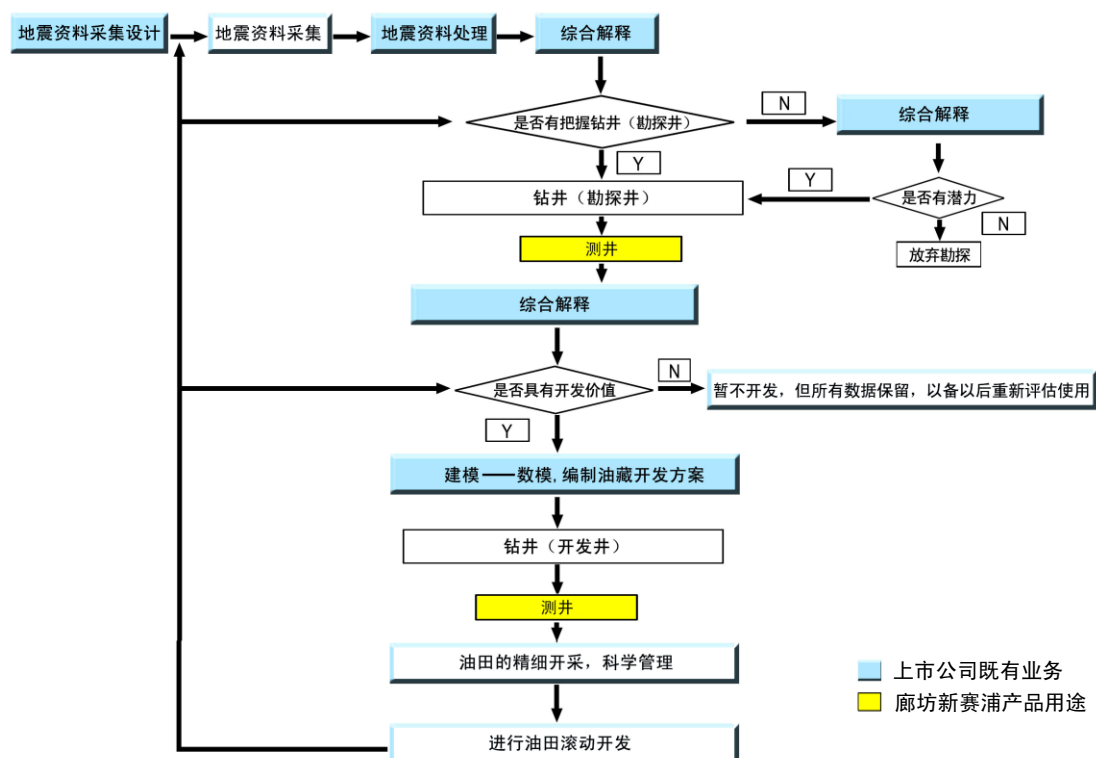 地震资料采集设计
地震资料采集
地震资料处理
综合解释
是否有把握钻井（勘探井）
N
综合解释
Y
钻井（勘探井）
Y
是否有潜力
N
测井
放弃勘探
综合解释
是否具有开发价值
N
暂不开发，但所有数据保留，以备以后重新评估使用
Y
建模——数模,编制油藏开发方案
钻井（开发井）
测井
油田的精细开采，科学管理
进行油田滚动开发
上市公司既有业务
廊坊新赛浦产品用途